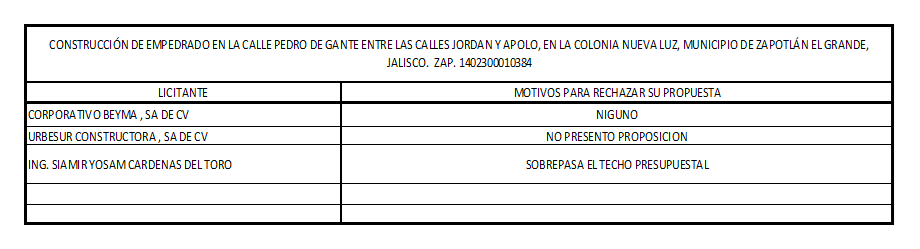 CONSTRUCCIÓN DE EMPEDRADO EN LA CALLE PEDRO DE GANTE ENTRE LAS CALLES JORDAN Y APOLO, EN LA COLONIA NUEVA LUZ, MUNICIPIO DE ZAPOTLÁN EL GRANDE,
JALISCO. ZAP. 1402300010384
LICITANTE MOTIVOS PARA RECHAZAR SU PROPUESTA
CORPORATIVO BEYMA , SA DE CV NIGUNO
URBESUR CONSTRUCTORA , SA DE CV NO PRESENTO PROPOSICION
ING. SIAMIR YOSAM CARDENAS DEL TORO SOBREPASA EL TECHO PRESUPUESTAL